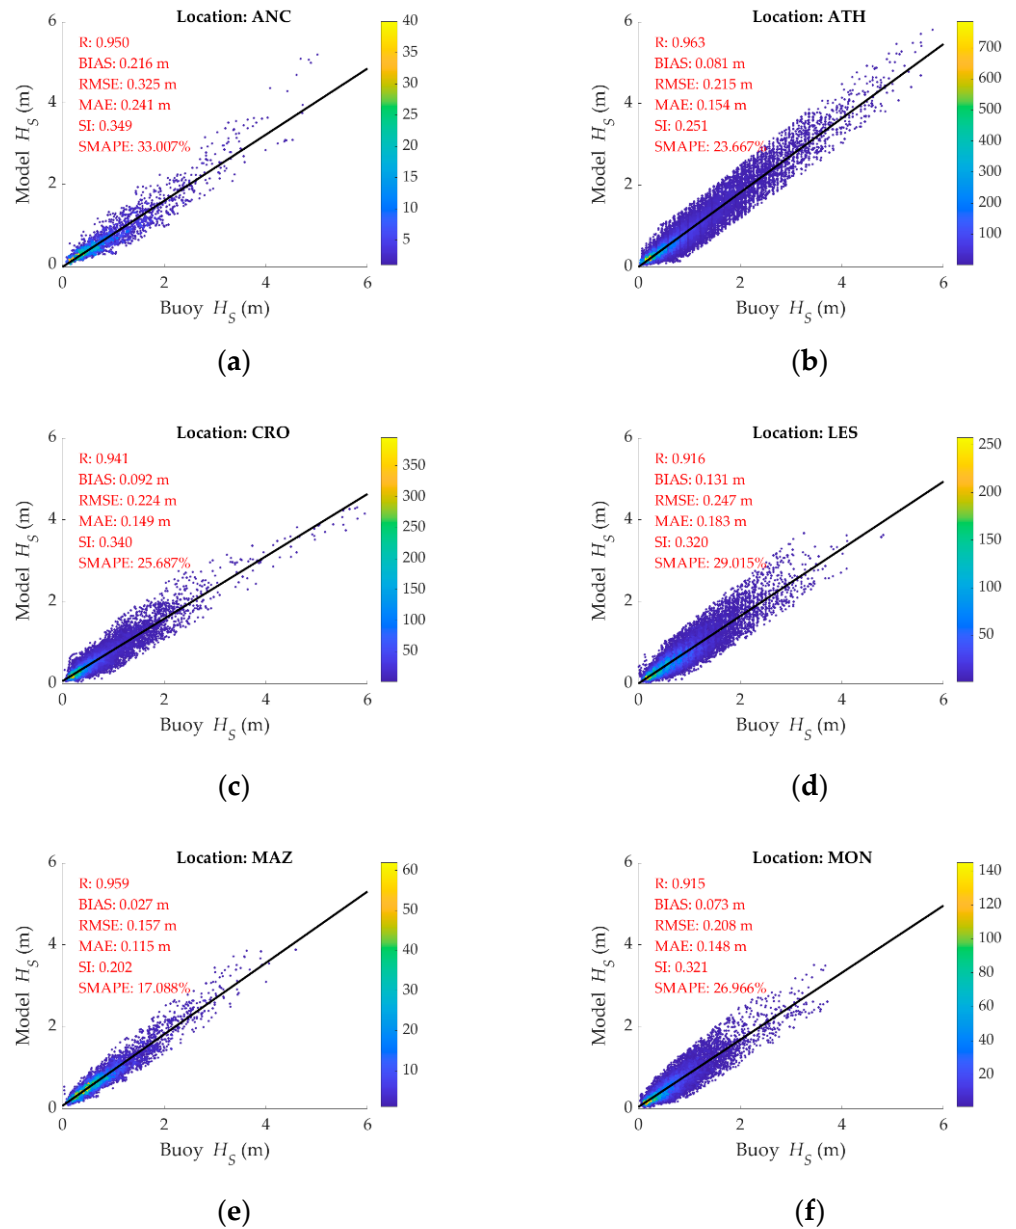 Location: ANC
R: 0.950
BIAS: 0.216 m
RMSE: 0.325 m
MAE: 0.241 m
SI: 0.349
SMAPE: 33.007%
6
4
2
0
0 2 4 6
Model H_S (m)
Buoy H_S (m)
40
35
30
25
20
15
10
5
(a)
Location: ATH
R: 0.963
BIAS: 0.081 m
RMSE: 0.215 m
MAE: 0.154 m
SI: 0.251
SMAPE: 23.667%
6
4
2
0
0 2 4 6
Model H_S (m)
Buoy H_S (m)
700
600
500
400
300
200
100
(b)
Location: CRO
R: 0.941
BIAS: 0.092 m
RMSE: 0.224 m
MAE: 0.149 m
SI: 0.340
SMAPE: 25.687%
6
4
2
0
0 2 4 6
Model H_S (m)
Buoy H_S (m)
350
300
250
200
150
100
50
(c)
Location: LES
R: 0.916
BIAS: 0.131 m
RMSE: 0.247 m
MAE: 0.183 m
SI: 0.320
SMAPE: 29.015%
6
4
2
0
0 2 4 6
Model H_S (m)
Buoy H_S (m)
250
200
150
100
50
(d)
Location: MAZ
R: 0.959
BIAS: 0.027 m
RMSE: 0.157 m
MAE: 0.115 m
SI: 0.202
SMAPE: 17.088%
6
4
2
0
0 2 4 6
Model H_S (m)
Buoy H_S (m)
60
50
40
30
20
10
(e)
Location: MON
R: 0.915
BIAS: 0.073 m
RMSE: 0.208 m
MAE: 0.148 m
SI: 0.321
SMAPE: 26.966%
6
4
2
0
0 2 4 6
Model H_S (m)
Buoy H_S (m)
140
120
100
80
60
40
20
(f)